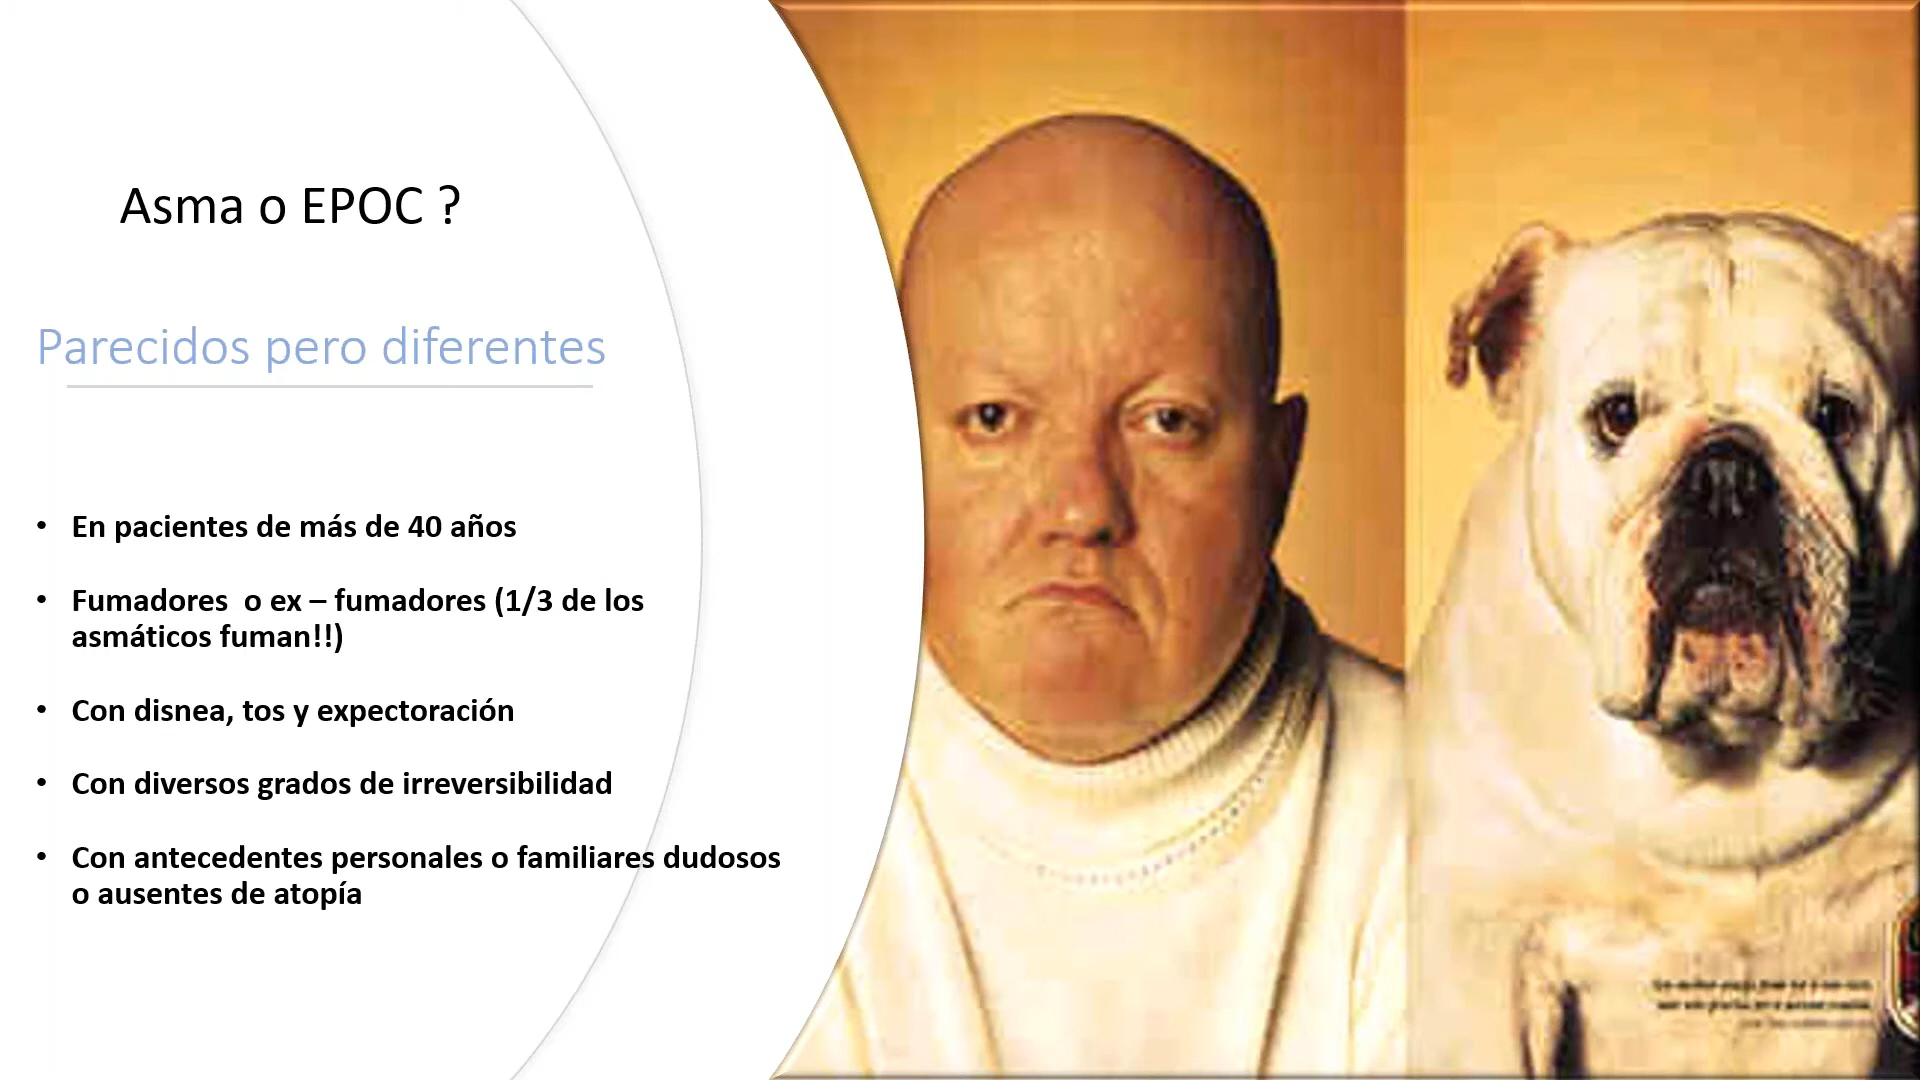 Asma o EPOC ?
Parecidos pero diferentes
• En pacientes de más de 40 años
• Fumadores o ex – fumadores (1/3 de los
asmáticos fuman!!)
• Con disnea, tos y expectoración
• Con diversos grados de irreversibilidad
• Con antecedentes personales o familiares dudosos
o ausentes de atopía